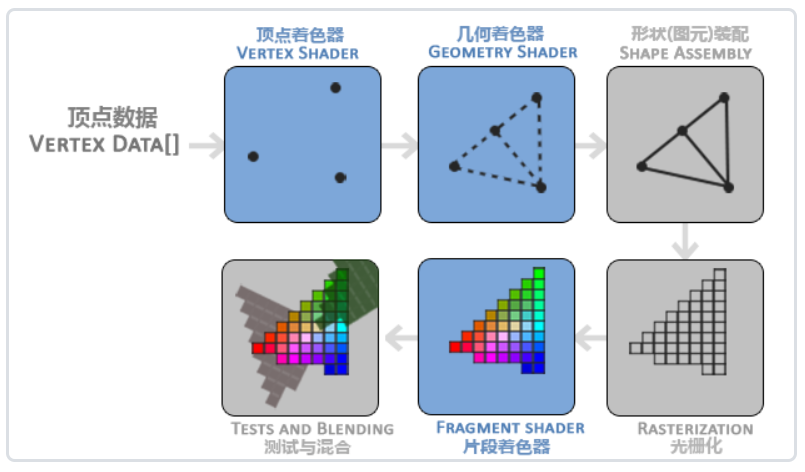 顶点着色器
VERTEX SHADER
几何着色器
GEOMETRY SHADER
形状(图元)装配
SHAPE ASSEMBLY
顶点数据
VERTEX DATA[]
TESTS AND BLENDING
测试与混合
FRAGMENT SHADER
片段着色器
RASTERIZATION
光栅化